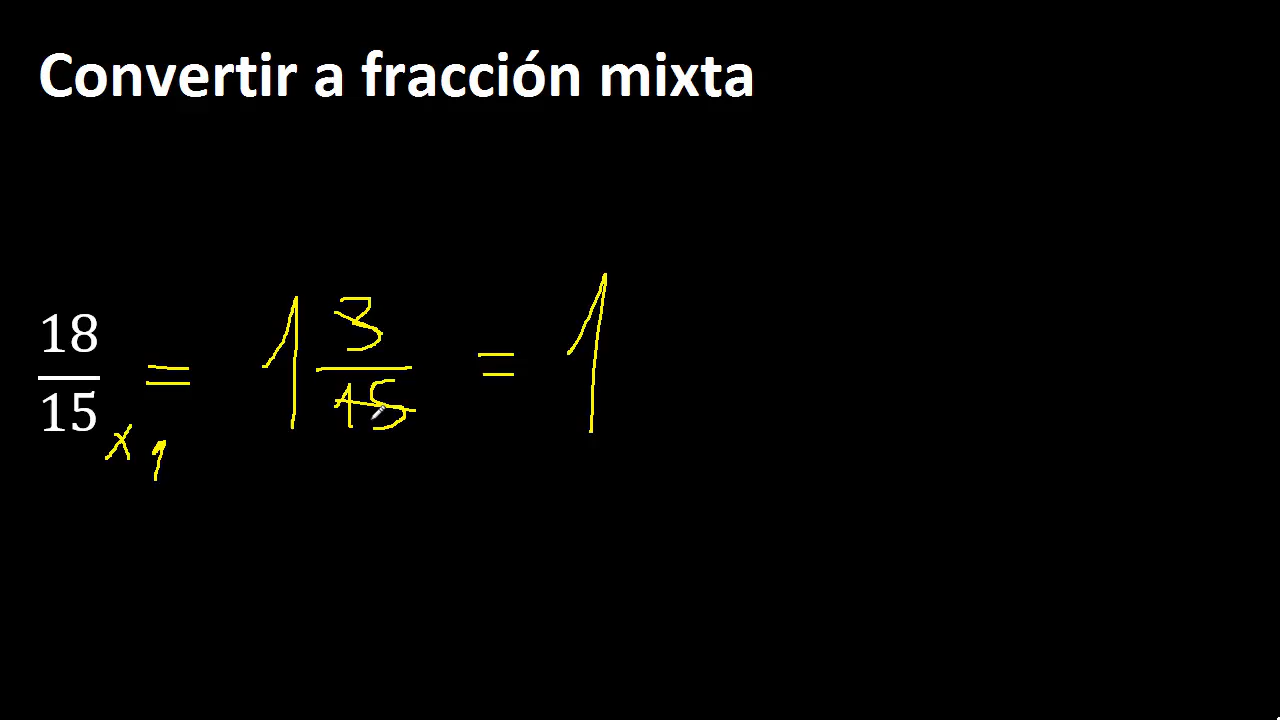 Convertir a fracción mixta
18/15 x 1 = 1 3/15 = 1